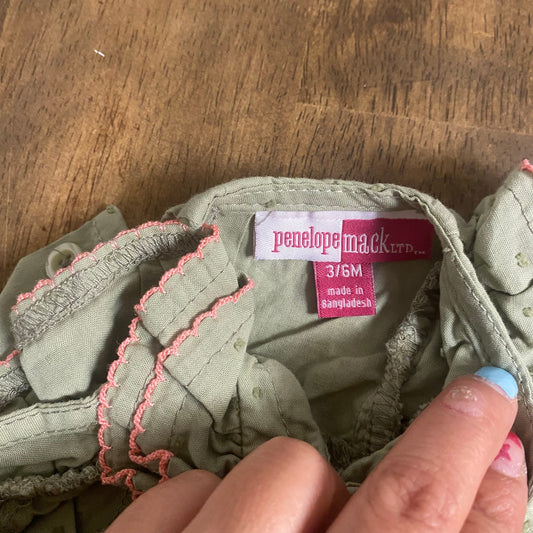 penelope mack LTD.
3/6M
made in
Bangladesh